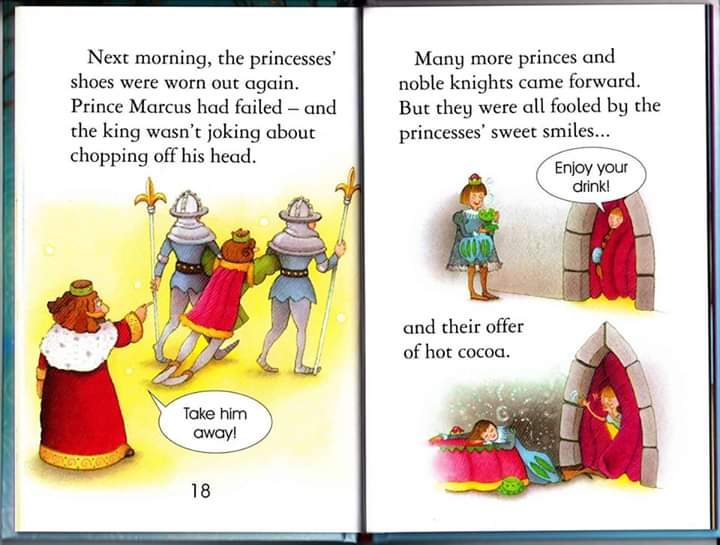 Next morning, the princesses'
shoes were worn out again.
Prince Marcus had failed – and
the king wasn't joking about
chopping off his head.
Take him
away!
18
Many more princes and
noble knights came forward.
But they were all fooled by the
princesses' sweet smiles...
Enjoy your
drink!
and their offer
of hot cocoa.